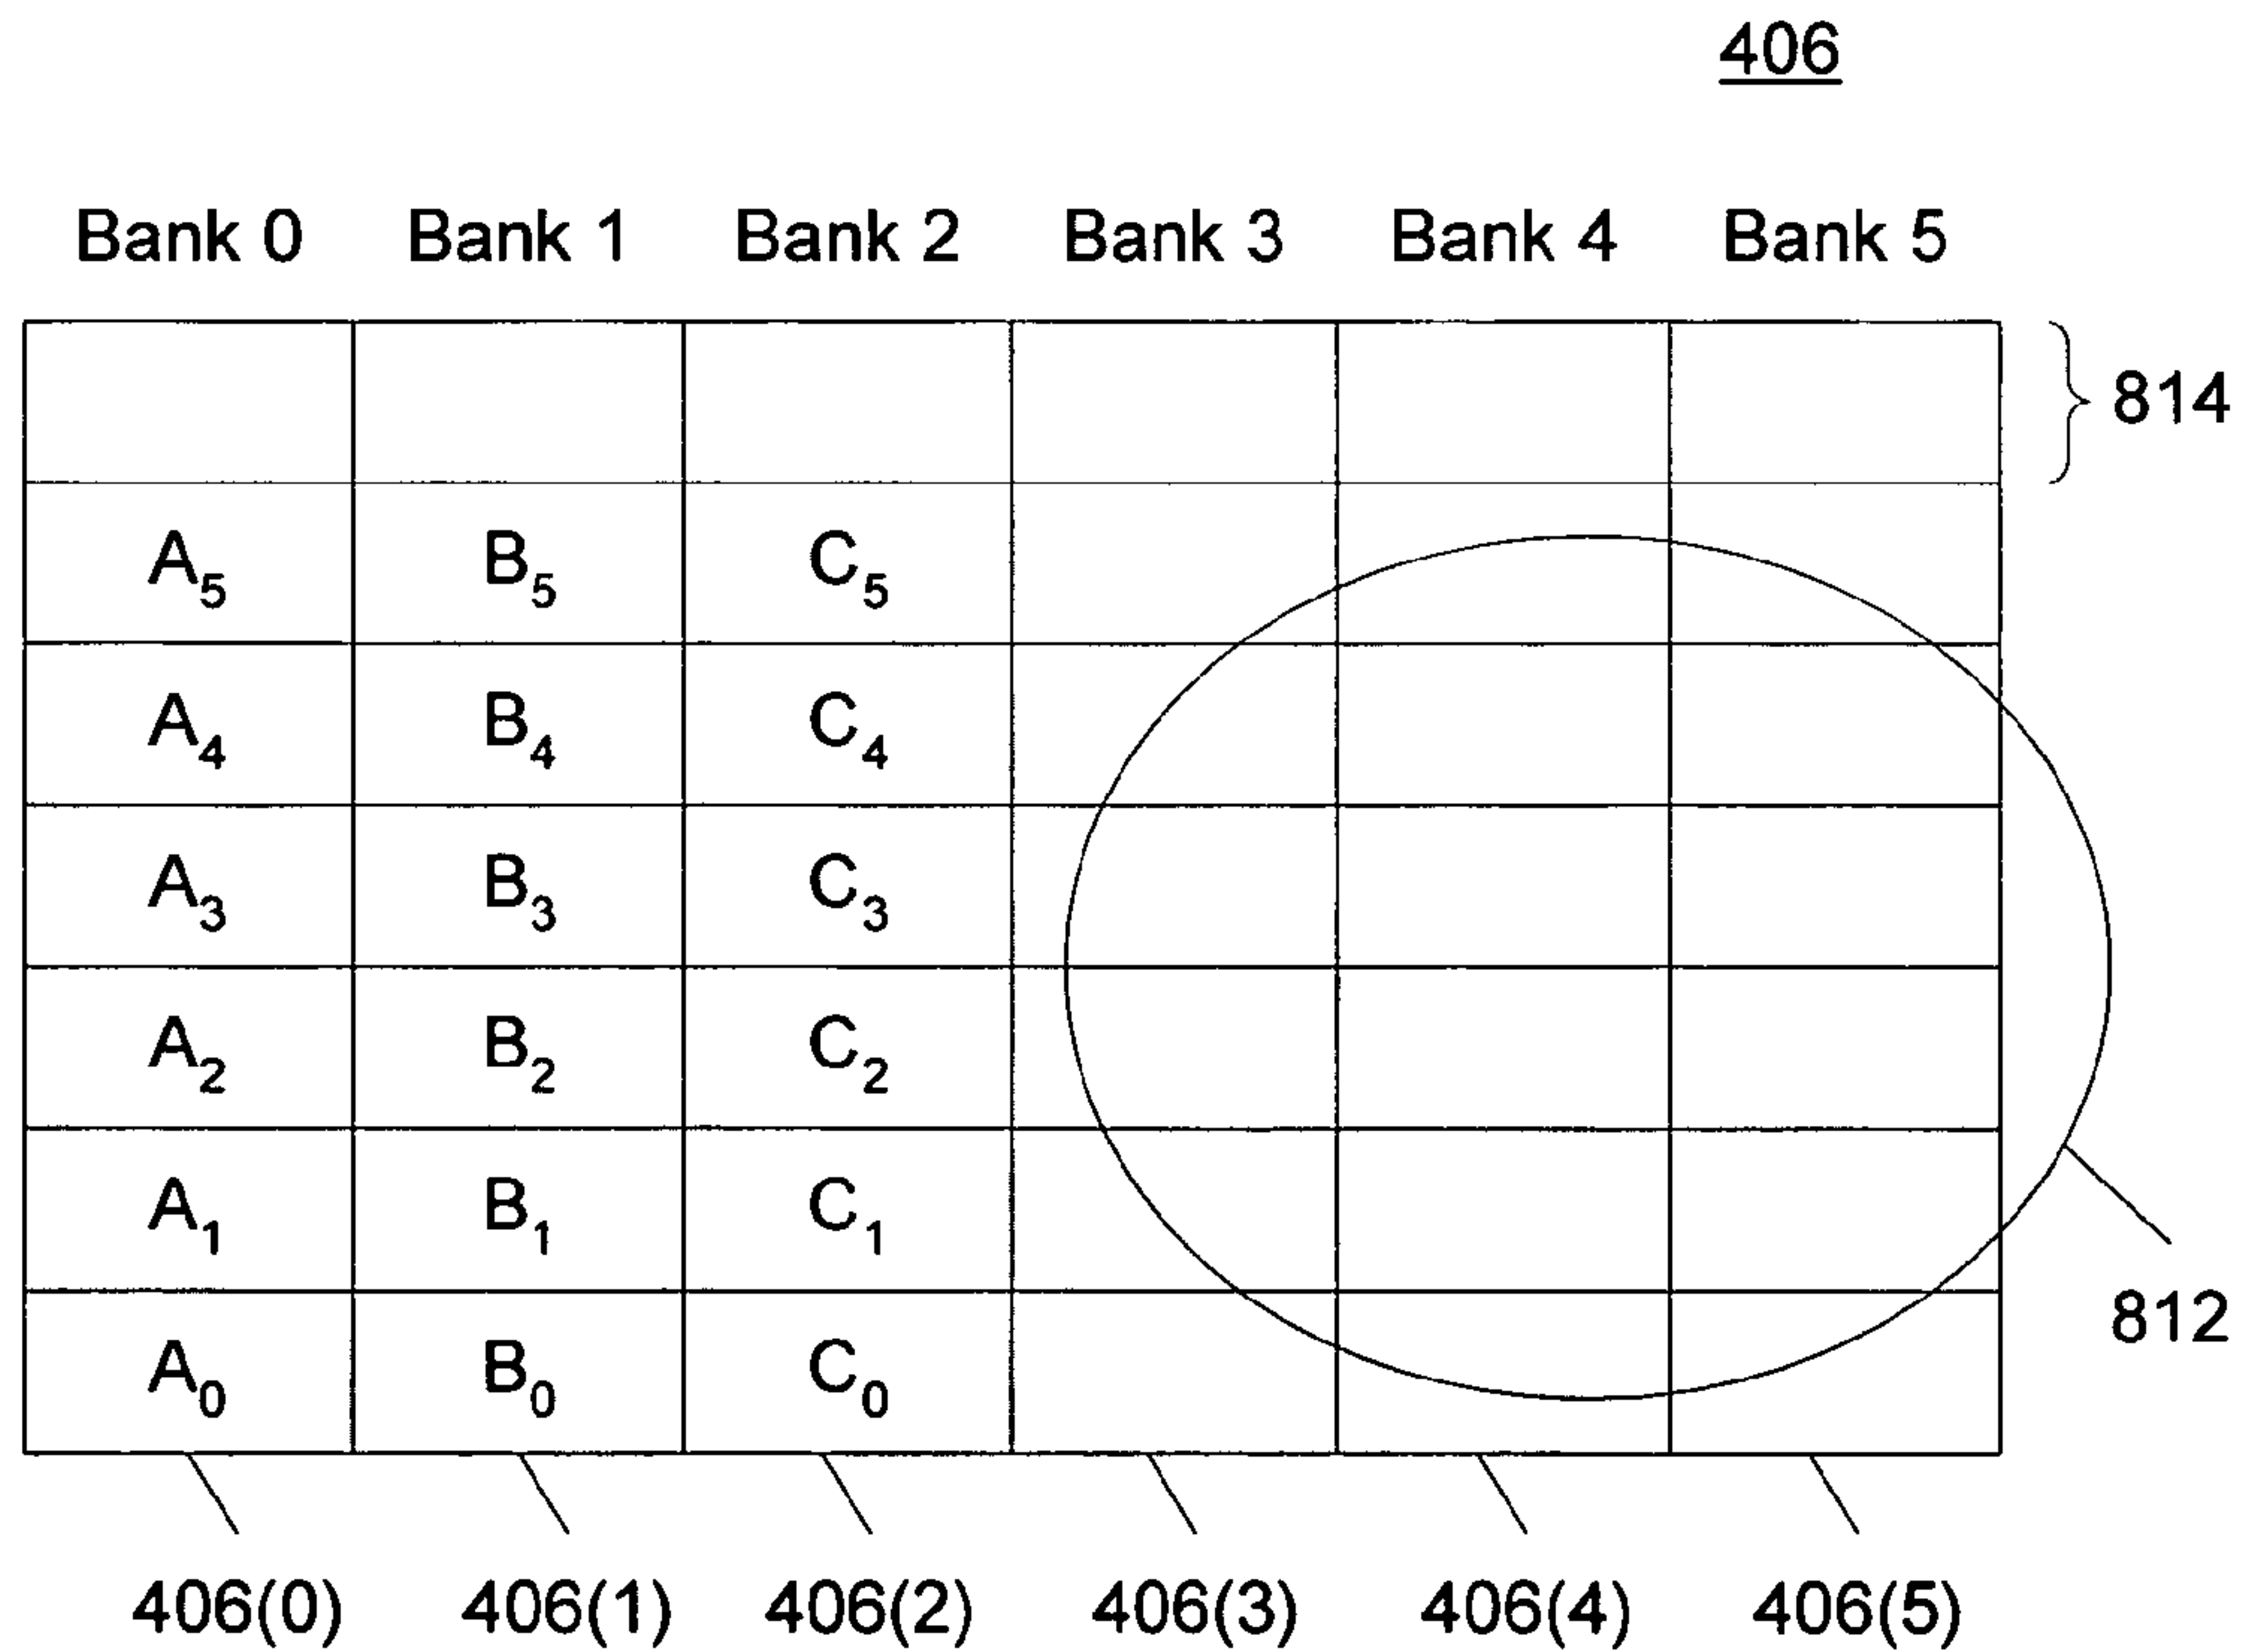 406
Bank 0 Bank 1 Bank 2 Bank 3 Bank 4 Bank 5
814
A5 B5 C5
A4 B4 C4
A3 B3 C3
A2 B2 C2
A1 B1 C1
812
A0 B0 C0
406(0) 406(1) 406(2) 406(3) 406(4) 406(5)